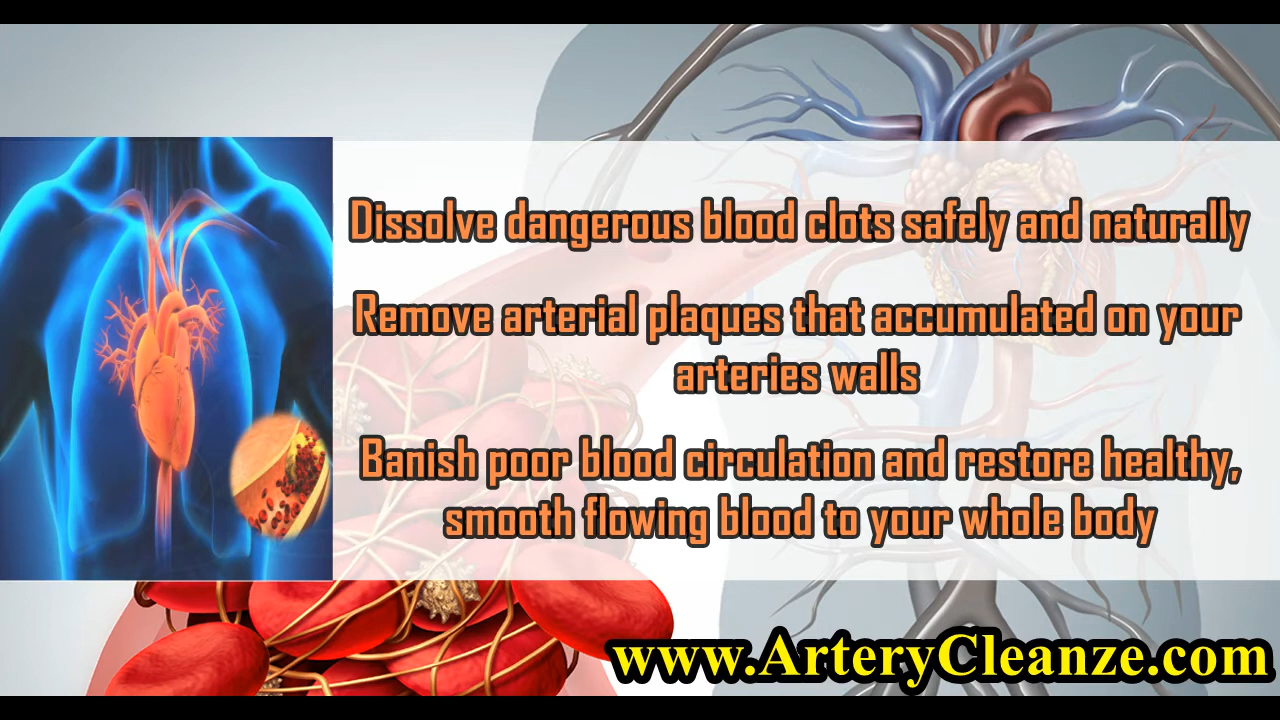 Dissolve dangerous blood clots safely and naturally
Remove arterial plaques that accumulated on your
arteries walls
Banish poor blood circulation and restore healthy,
smooth flowing blood to your whole body
www.ArteryCleanze.com